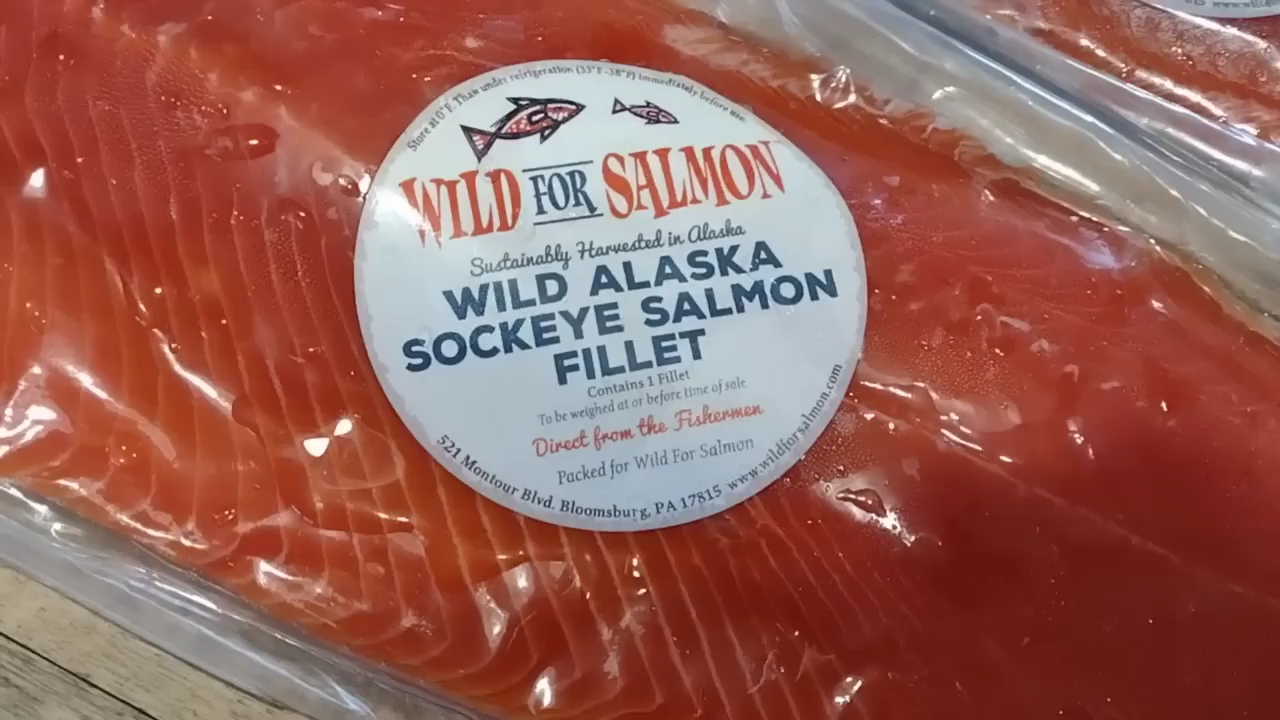 Store at 0°F. Thaw under refrigeration (33°F-38°F) immediately before use.
WILD FOR SALMON
Sustainably Harvested in Alaska
WILD ALASKA
SOCKEYE SALMON
FILLET
Contains 1 Fillet
To be weighed at or before time of sale
Direct from the Fishermen
Packed for Wild For Salmon
521 Montour Blvd. Bloomsburg, PA 17815 www.wildforsalmon.com